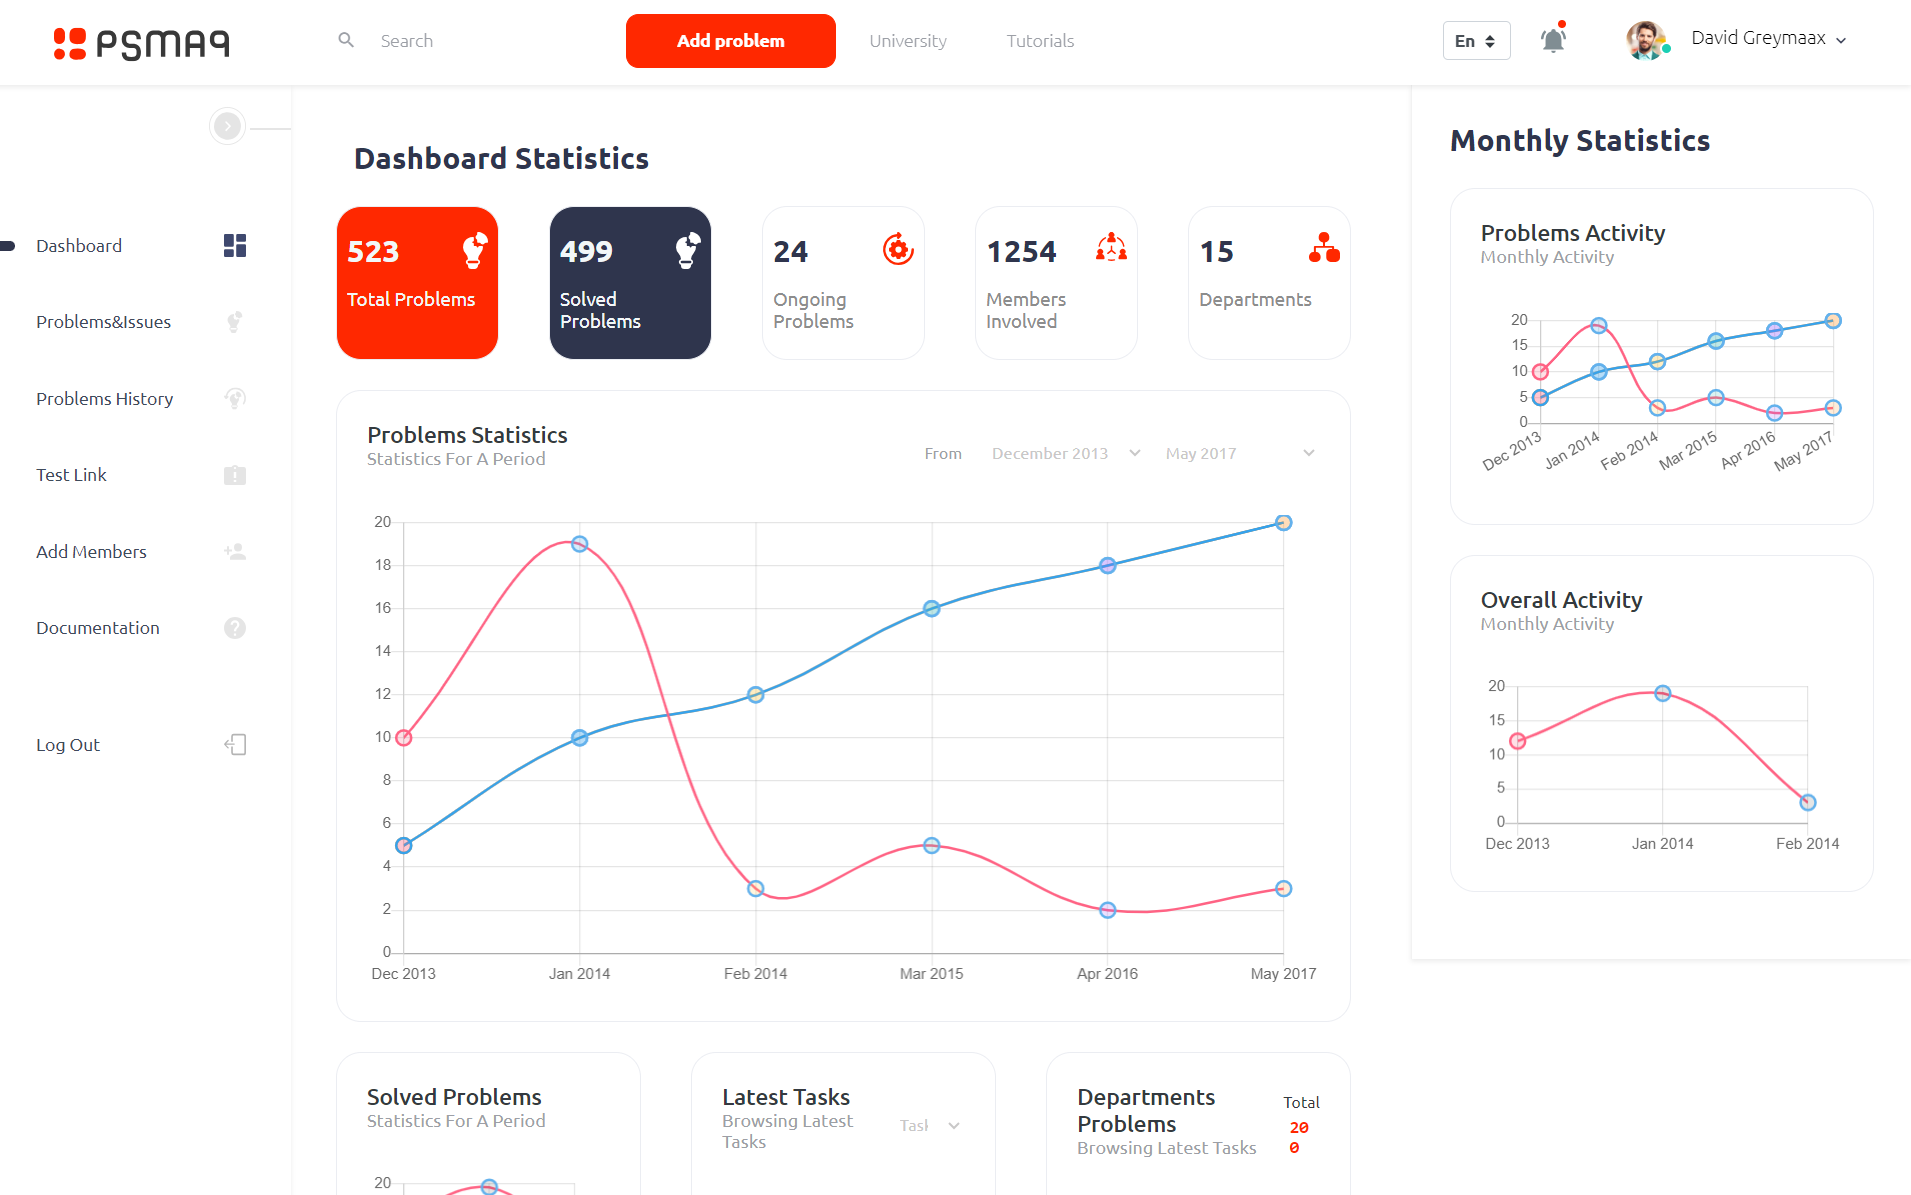 PSMAP
Search
Add problem
University
Tutorials
En
David Greymaax
Dashboard
Problems&Issues
Problems History
Test Link
Add Members
Documentation
Log Out
Dashboard Statistics
523
Total Problems
499
Solved
Problems
24
Ongoing
Problems
1254
Members
Involved
15
Departments
Problems Statistics
Statistics For A Period
From December 2013 May 2017
20
18
16
14
12
10
8
6
4
2
0
Dec 2013 Jan 2014 Feb 2014 Mar 2015 Apr 2016 May 2017
Solved Problems
Statistics For A Period
20
Latest Tasks
Browsing Latest
Tasks
Departments
Problems
Browsing Latest Tasks
Total
20
0
Monthly Statistics
Problems Activity
Monthly Activity
20
15
10
5
0
Dec 2013 Jan 2014 Feb 2014 Mar 2015 Apr 2016 May 2017
Overall Activity
Monthly Activity
20
15
10
5
0
Dec 2013 Jan 2014 Feb 2014